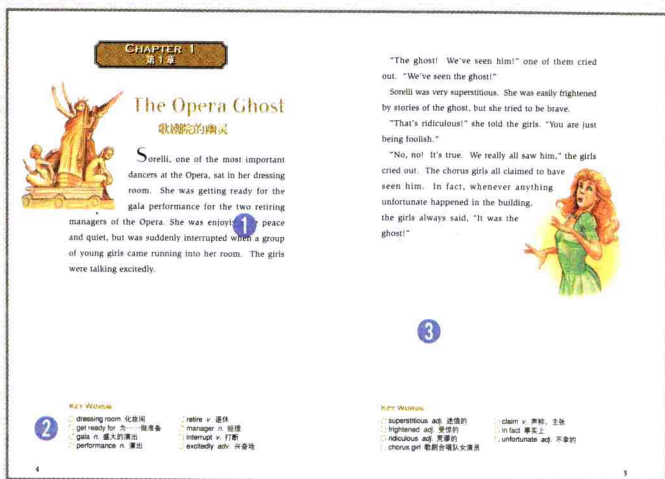 CHAPTER 1
第1章
The Opera Ghost
歌剧院的幽灵
Sorelli, one of the most important
dancers at the Opera, sat in her dressing
room. She was getting ready for the
gala performance for the two retiring
managers of the Opera. She was peace
and quiet, but was suddenly interrupted when a group
of young girls came running into her room. The girls
were talking excitedly.
1
2
KEY WORDS
dressing room 化妆间
get ready for 为……做准备
gala n. 盛大的演出
performance n. 演出
retire v. 退休
manager n. 经理
interrupt v. 打断
excitedly adv. 兴奋地
4
"The ghost! We've seen him!" one of them cried
out. "We've seen the ghost!"
Sorelli was very superstitious. She was easily frightened
by stories of the ghost, but she tried to be brave.
"That's ridiculous!" she told the girls. "You are just
being foolish."
"No, no! It's true. We really all saw him," the girls
cried out. The chorus girls all claimed to have
seen him. In fact, whenever anything
unfortunate happened in the building,
the girls always said, "It was the
ghost!"
3
KEY WORDS
superstitious adj. 迷信的
frightened adj. 受惊的
ridiculous adj. 荒谬的
chorus girl 歌剧合唱队女演员
claim v. 声称，主张
in fact 事实上
unfortunate adj. 不幸的
5